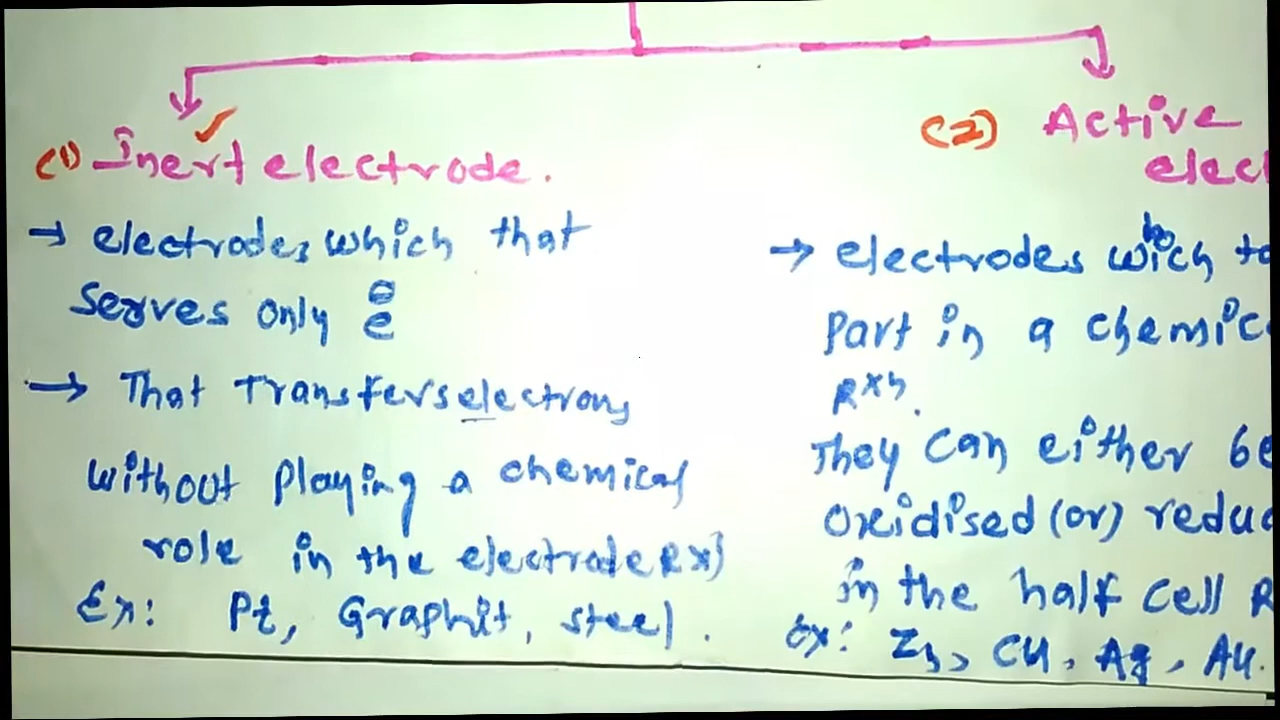 (1) Inert electrode.
→ electrodes which that
serves only e⊖
→ That Transfers electrons
without playing a chemical
role in the electrode Rxn
Ex: Pt, Graphit, steel.
(2) Active
elec
→ electrodes which ta
part in a chemic
Rxn.
They can either be
oxidised (or) reduc
in the half cell R
Ex: Zn, Cu, Ag, Au.